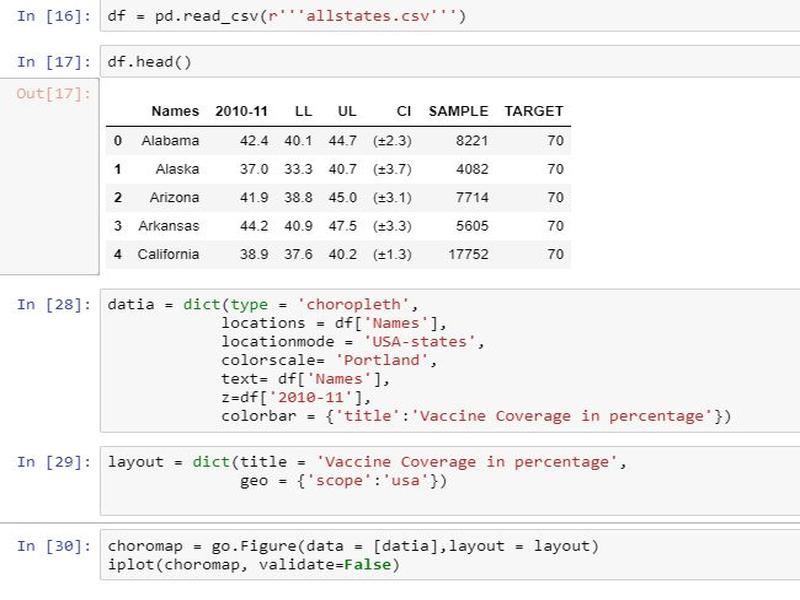 In [16]: df = pd.read_csv(r'''allstates.csv''')
In [17]: df.head()
Out[17]:
Names 2010-11 LL UL CI SAMPLE TARGET
0 Alabama 42.4 40.1 44.7 (±2.3) 8221 70
1 Alaska 37.0 33.3 40.7 (±3.7) 4082 70
2 Arizona 41.9 38.8 45.0 (±3.1) 7714 70
3 Arkansas 44.2 40.9 47.5 (±3.3) 5605 70
4 California 38.9 37.6 40.2 (±1.3) 17752 70
In [28]: datia = dict(type = 'choropleth',
locations = df['Names'],
locationmode = 'USA-states',
colorscale= 'Portland',
text= df['Names'],
z=df['2010-11'],
colorbar = {'title':'Vaccine Coverage in percentage'})
In [29]: layout = dict(title = 'Vaccine Coverage in percentage',
geo = {'scope':'usa'})
In [30]: choromap = go.Figure(data = [datia],layout = layout)
iplot(choromap, validate=False)